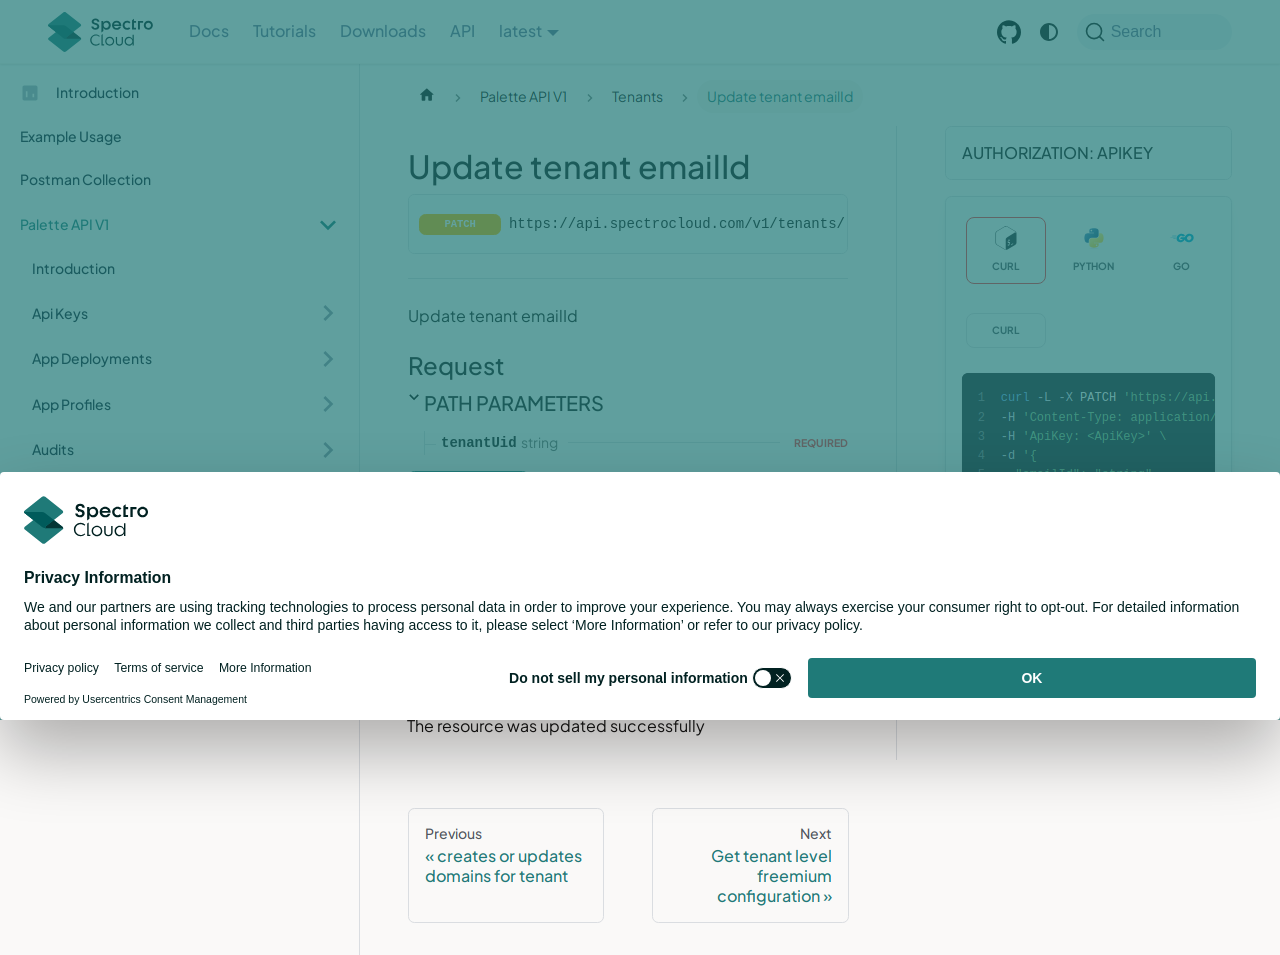 Spectro Cloud
Docs
Tutorials
Downloads
API
latest
Search
Introduction
Example Usage
Postman Collection
Palette API V1
Introduction
Api Keys
App Deployments
App Profiles
Audits
Palette API V1
Tenants
Update tenant emailId
Update tenant emailId
PATCH
https://api.spectrocloud.com/v1/tenants/
Update tenant emailId
Request
PATH PARAMETERS
tenantUid string
REQUIRED
AUTHORIZATION: APIKEY
CURL
PYTHON
GO
CURL
1 curl -L -X PATCH 'https://api.
2 -H 'Content-Type: application/
3 -H 'ApiKey: <ApiKey>' \
4 -d '{
Spectro Cloud
Privacy Information
We and our partners are using tracking technologies to process personal data in order to improve your experience. You may always exercise your consumer right to opt-out. For detailed information
about personal information we collect and third parties having access to it, please select ‘More Information’ or refer to our privacy policy.
Privacy policy
Terms of service
More Information
Do not sell my personal information
OK
Powered by Usercentrics Consent Management
The resource was updated successfully
Previous
« creates or updates
domains for tenant
Next
Get tenant level
freemium
configuration »